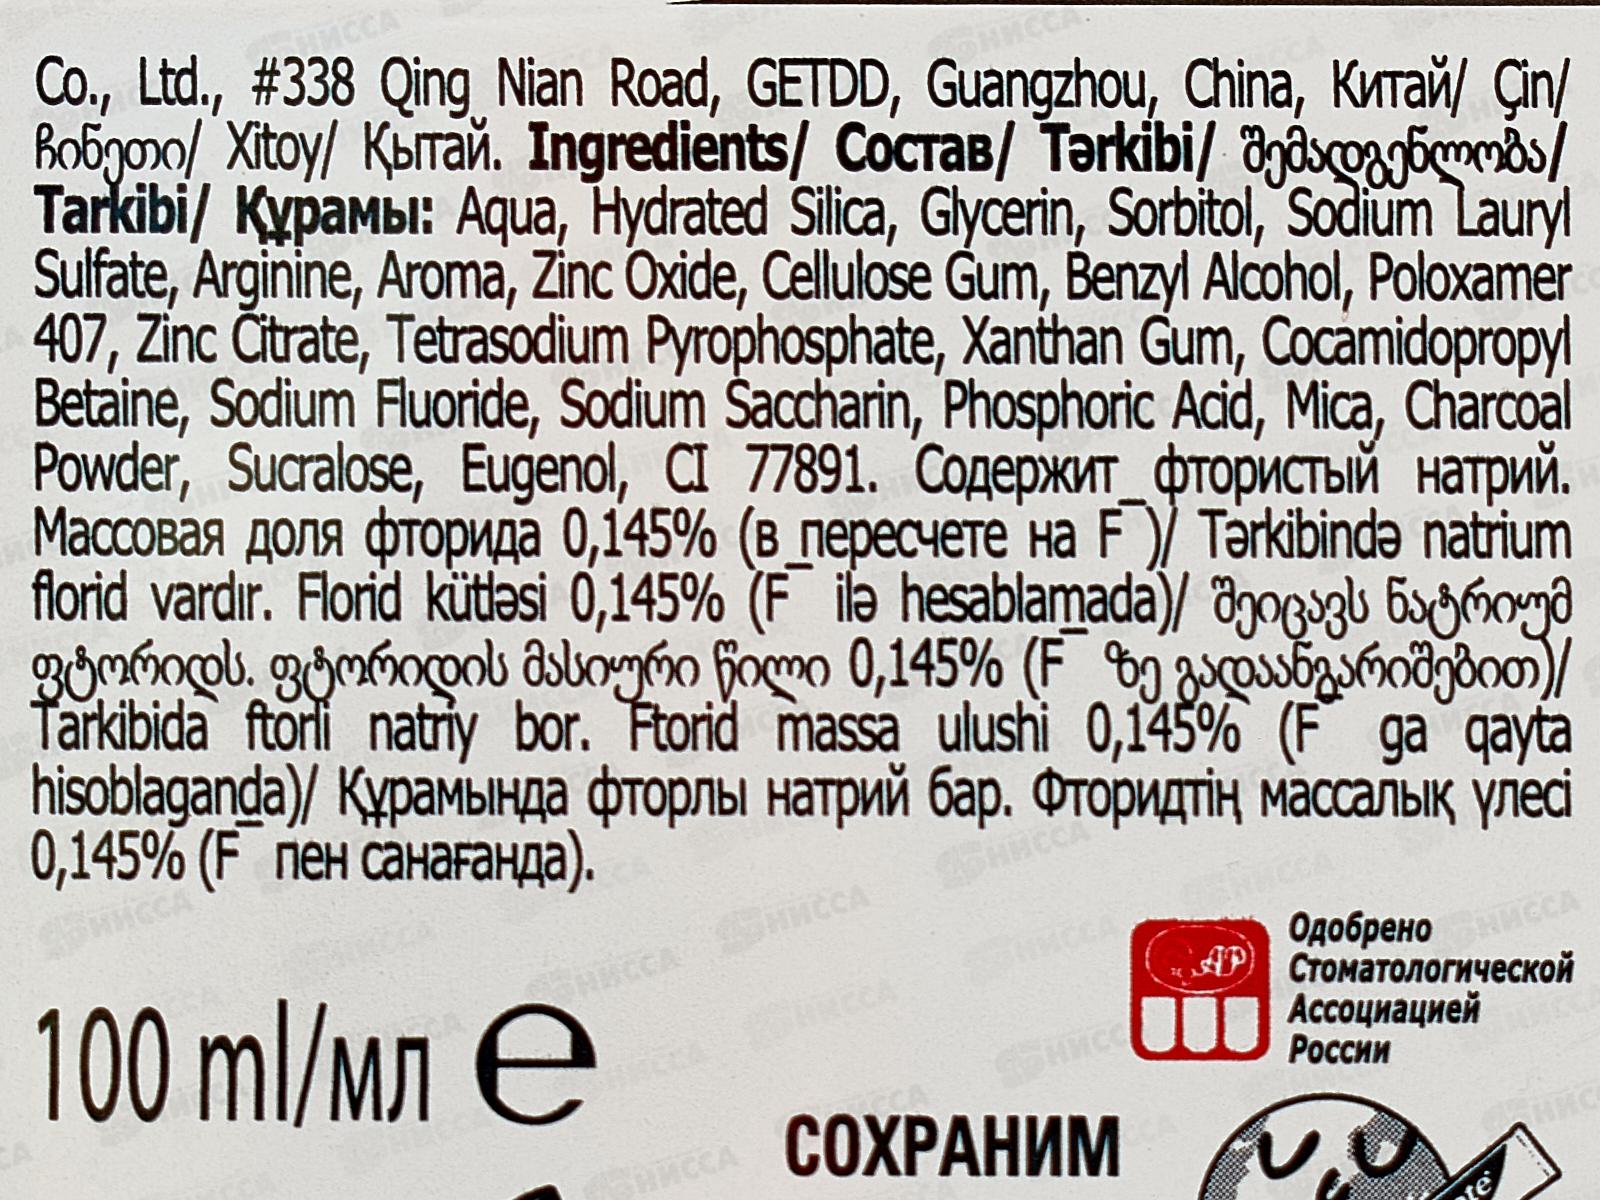 Co., Ltd., #338 Qing Nian Road, GETDD, Guangzhou, China, Китай/ Çin/
ჩინეთი/ Xitoy/ Қытай. Ingredients/ Состав/ Tərkibi/ შემადგენლობა/
Tarkibi/ Құрамы: Aqua, Hydrated Silica, Glycerin, Sorbitol, Sodium Lauryl
Sulfate, Arginine, Aroma, Zinc Oxide, Cellulose Gum, Benzyl Alcohol, Poloxamer
407, Zinc Citrate, Tetrasodium Pyrophosphate, Xanthan Gum, Cocamidopropyl
Betaine, Sodium Fluoride, Sodium Saccharin, Phosphoric Acid, Mica, Charcoal
Powder, Sucralose, Eugenol, CI 77891. Содержит фтористый натрий.
Массовая доля фторида 0,145% (в пересчете на F⁻)/ Tərkibində natrium
florid vardır. Florid kütləsi 0,145% (F⁻ ilə hesablamada)/ შეიცავს ნატრიუმ
ფტორიდს. ფტორიდის მასიური წილი 0,145% (F⁻ ზე გადაანგარიშებით)/
Tarkibida ftorli natriy bor. Ftorid massa ulushi 0,145% (F⁻ ga qayta
hisoblaganda)/ Құрамында фторлы натрий бар. Фторидтің массалық үлесі
0,145% (F⁻ пен санағанда).
Одобрено
Стоматологической
Ассоциацией
России
100 ml/мл e
СОХРАНИМ